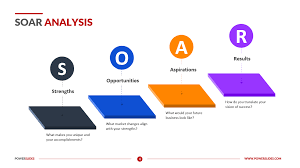 SOAR ANALYSIS
S
Strengths
What makes you unique and
your accomplishments?
O
Opportunities
What market changes align
with your strengths?
A
Aspirations
What would your future
business look like?
R
Results
How do you translate your
vision of success?
POWERSLIDES
WWW.POWERSLIDES.COM